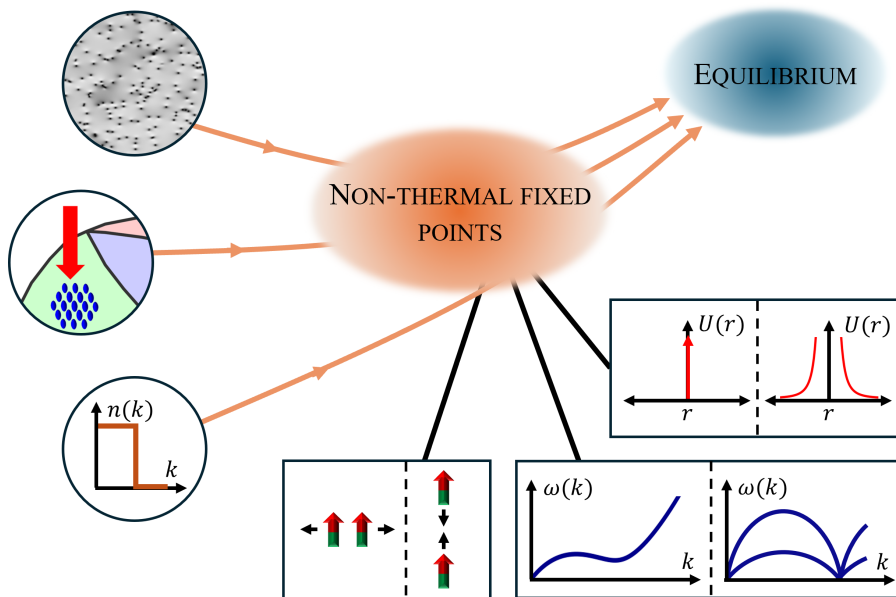 EQUILIBRIUM
NON-THERMAL FIXED
POINTS
U(r)
U(r)
r
r
n(k)
k
ω(k)
ω(k)
k
k